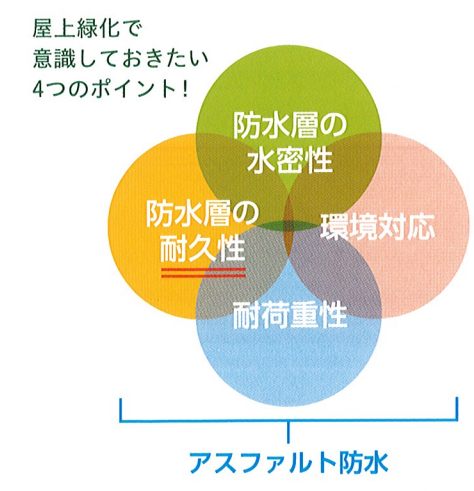 屋上緑化で
意識しておきたい
4つのポイント!
防水層の
水密性
防水層の
耐久性
環境対応
耐荷重性
アスファルト防水